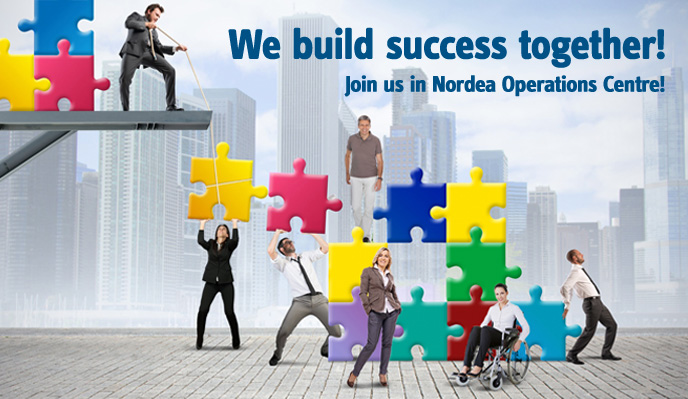 We build success together!
Join us in Nordea Operations Centre!